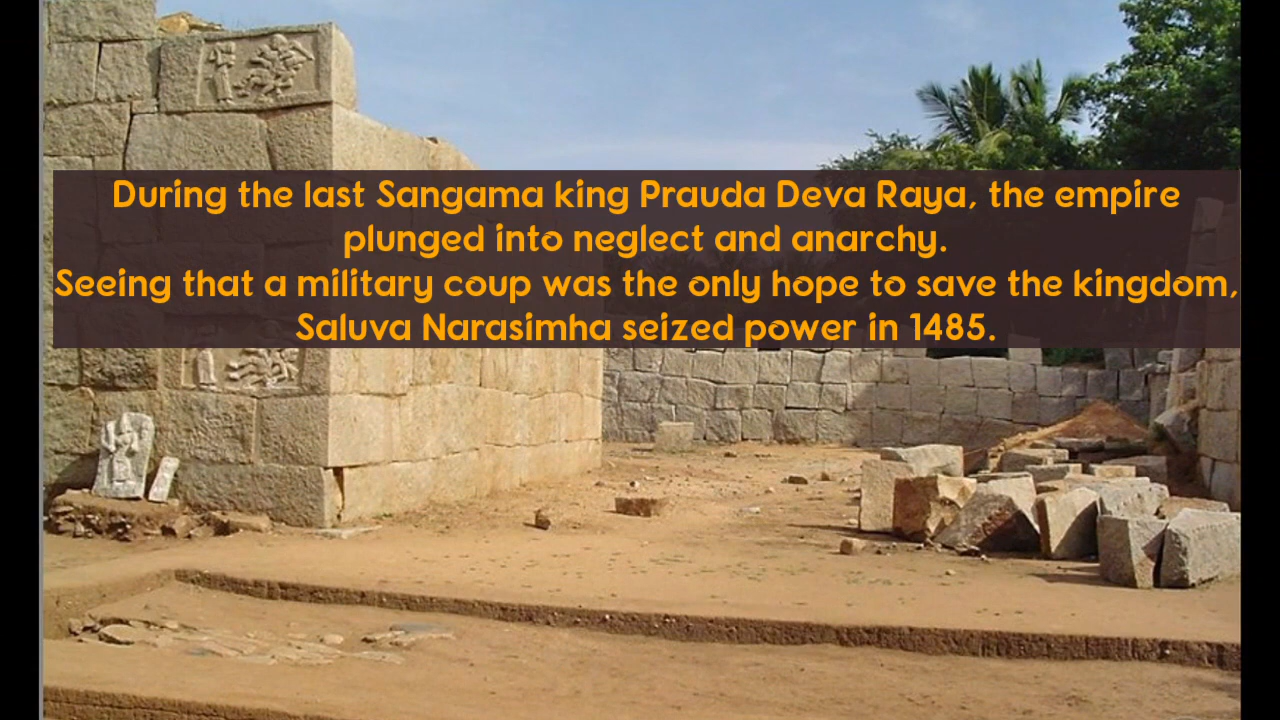 During the last Sangama king Prauda Deva Raya, the empire
plunged into neglect and anarchy.
Seeing that a military coup was the only hope to save the kingdom,
Saluva Narasimha seized power in 1485.